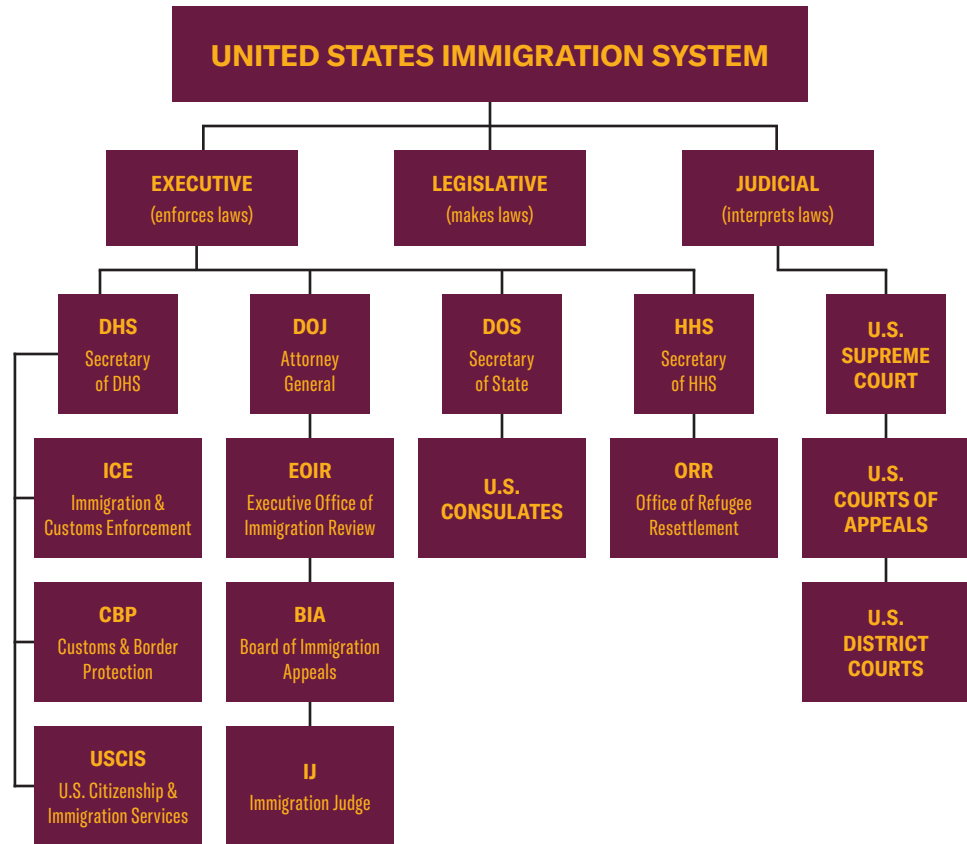 UNITED STATES IMMIGRATION SYSTEM
EXECUTIVE
(enforces laws)
LEGISLATIVE
(makes laws)
JUDICIAL
(interprets laws)
DHS
Secretary
of DHS
DOJ
Attorney
General
DOS
Secretary
of State
HHS
Secretary
of HHS
U.S.
SUPREME
COURT
ICE
Immigration &
Customs Enforcement
EOIR
Executive Office of
Immigration Review
U.S.
CONSULATES
ORR
Office of Refugee
Resettlement
U.S.
COURTS OF
APPEALS
CBP
Customs & Border
Protection
BIA
Board of Immigration
Appeals
U.S.
DISTRICT
COURTS
USCIS
U.S. Citizenship &
Immigration Services
IJ
Immigration Judge